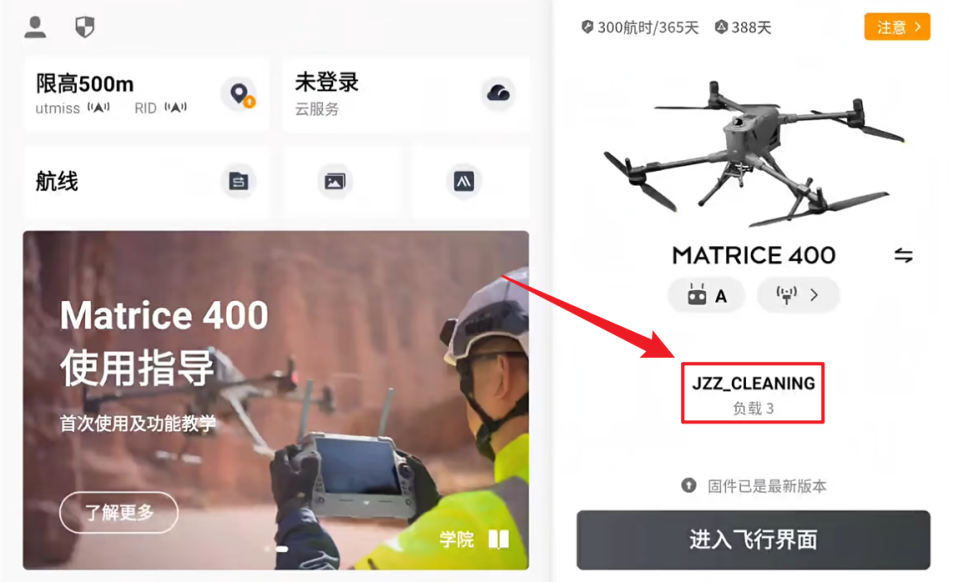 限高500m
utmiss RID
未登录
云服务
航线
Matrice 400
使用指导
首次使用及功能教学
了解更多
学院
300航时/365天 388天
注意 >
MATRICE 400
A
JZZ_CLEANING
负载 3
固件已是最新版本
进入飞行界面